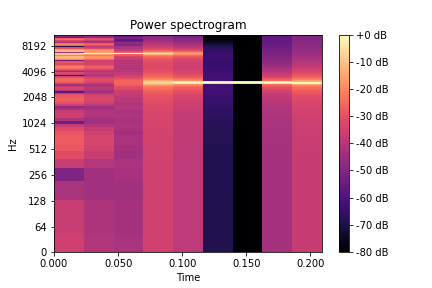 Power spectrogram
Hz
8192
4096
2048
1024
512
256
128
64
0
0.000 0.050 0.100 0.150 0.200
Time
+0 dB
-10 dB
-20 dB
-30 dB
-40 dB
-50 dB
-60 dB
-70 dB
-80 dB